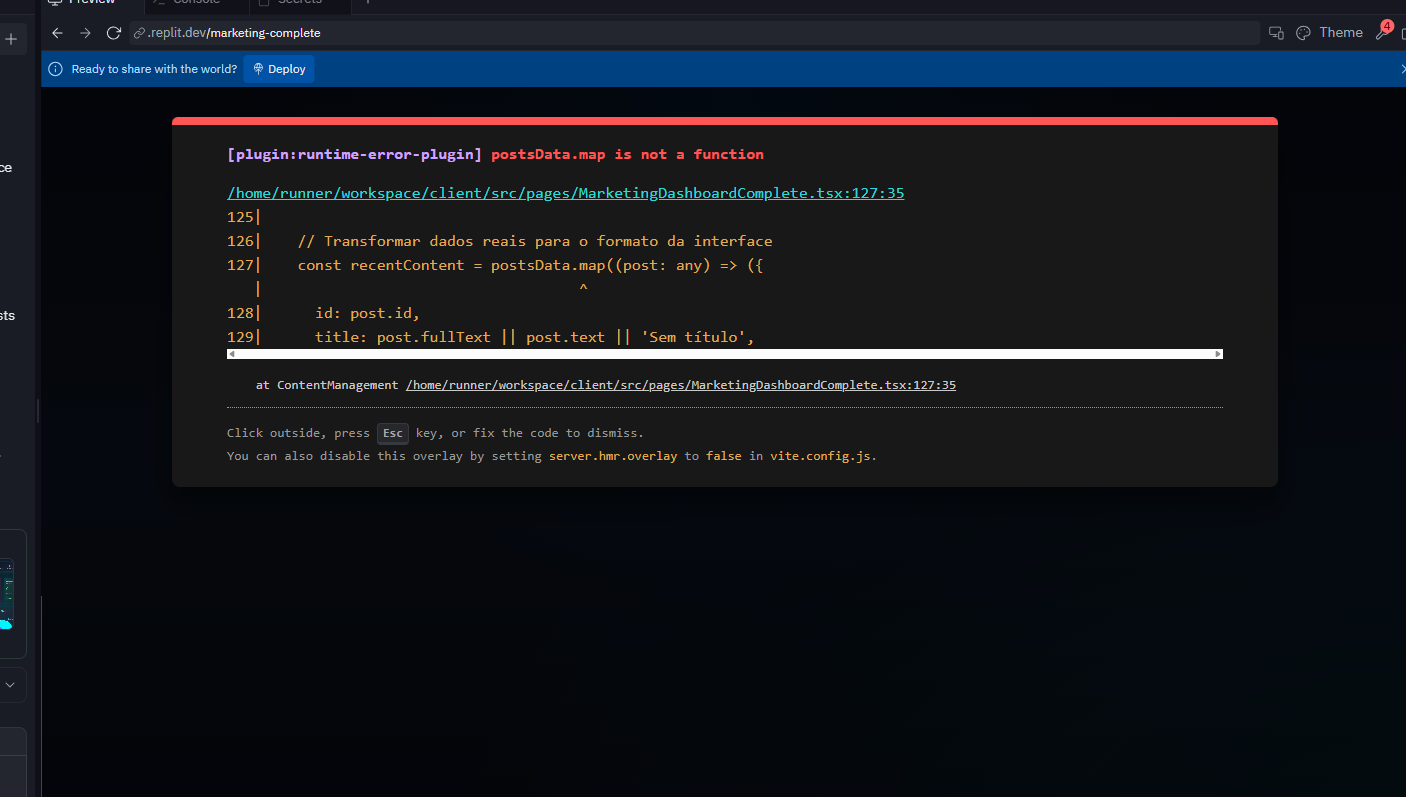 Preview
Console
Secrets
.replit.dev/marketing-complete
Theme
4
Ready to share with the world?
Deploy
[plugin:runtime-error-plugin] postsData.map is not a function
/home/runner/workspace/client/src/pages/MarketingDashboardComplete.tsx:127:35
125|
126|    // Transformar dados reais para o formato da interface
127|    const recentContent = postsData.map((post: any) => ({
   |                                     ^
128|      id: post.id,
129|      title: post.fullText || post.text || 'Sem título',
at ContentManagement /home/runner/workspace/client/src/pages/MarketingDashboardComplete.tsx:127:35
Click outside, press Esc key, or fix the code to dismiss.
You can also disable this overlay by setting server.hmr.overlay to false in vite.config.js.